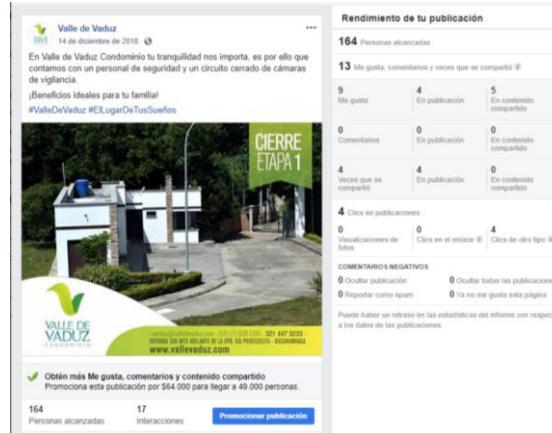 Valle de Vaduz
14 de diciembre de 2018
En Valle de Vaduz Condominio tu tranquilidad nos importa, es por ello que
contamos con un personal de seguridad y un circuito cerrado de cámaras
de vigilancia.
¡Beneficios ideales para tu familia!
#ValleDeVaduz #ElLugarDeTusSueños
CIERRE
ETAPA 1
VALLE DE
VADUZ
CONDOMINIO
321 447 0233
www.vallevaduz.com
Obtén más Me gusta, comentarios y contenido compartido
Promociona esta publicación por $64 000 para llegar a 49.000 personas.
164
Personas alcanzadas
17
Interacciones
Promocionar publicación
Rendimiento de tu publicación
164 Personas alcanzadas
13 Me gusta, comentarios y veces que se compartió
9
Me gusta
4
En publicación
5
En contenido
compartido
0
Comentarios
0
En publicación
0
En contenido
compartido
4
Veces que se
compartió
4
En publicación
0
En contenido
compartido
4 Clics en publicaciones
0
Visualizaciones de
fotos
0
Clics en el enlace
4
Clics de otro tipo
COMENTARIOS NEGATIVOS
0 Ocultar publicación
0 Ocultar todas las publicacione
0 Reportar como spam
0 Ya no me gusta esta página
Puede haber un retraso en las estadísticas del informe con respec
a los datos de las publicaciones.